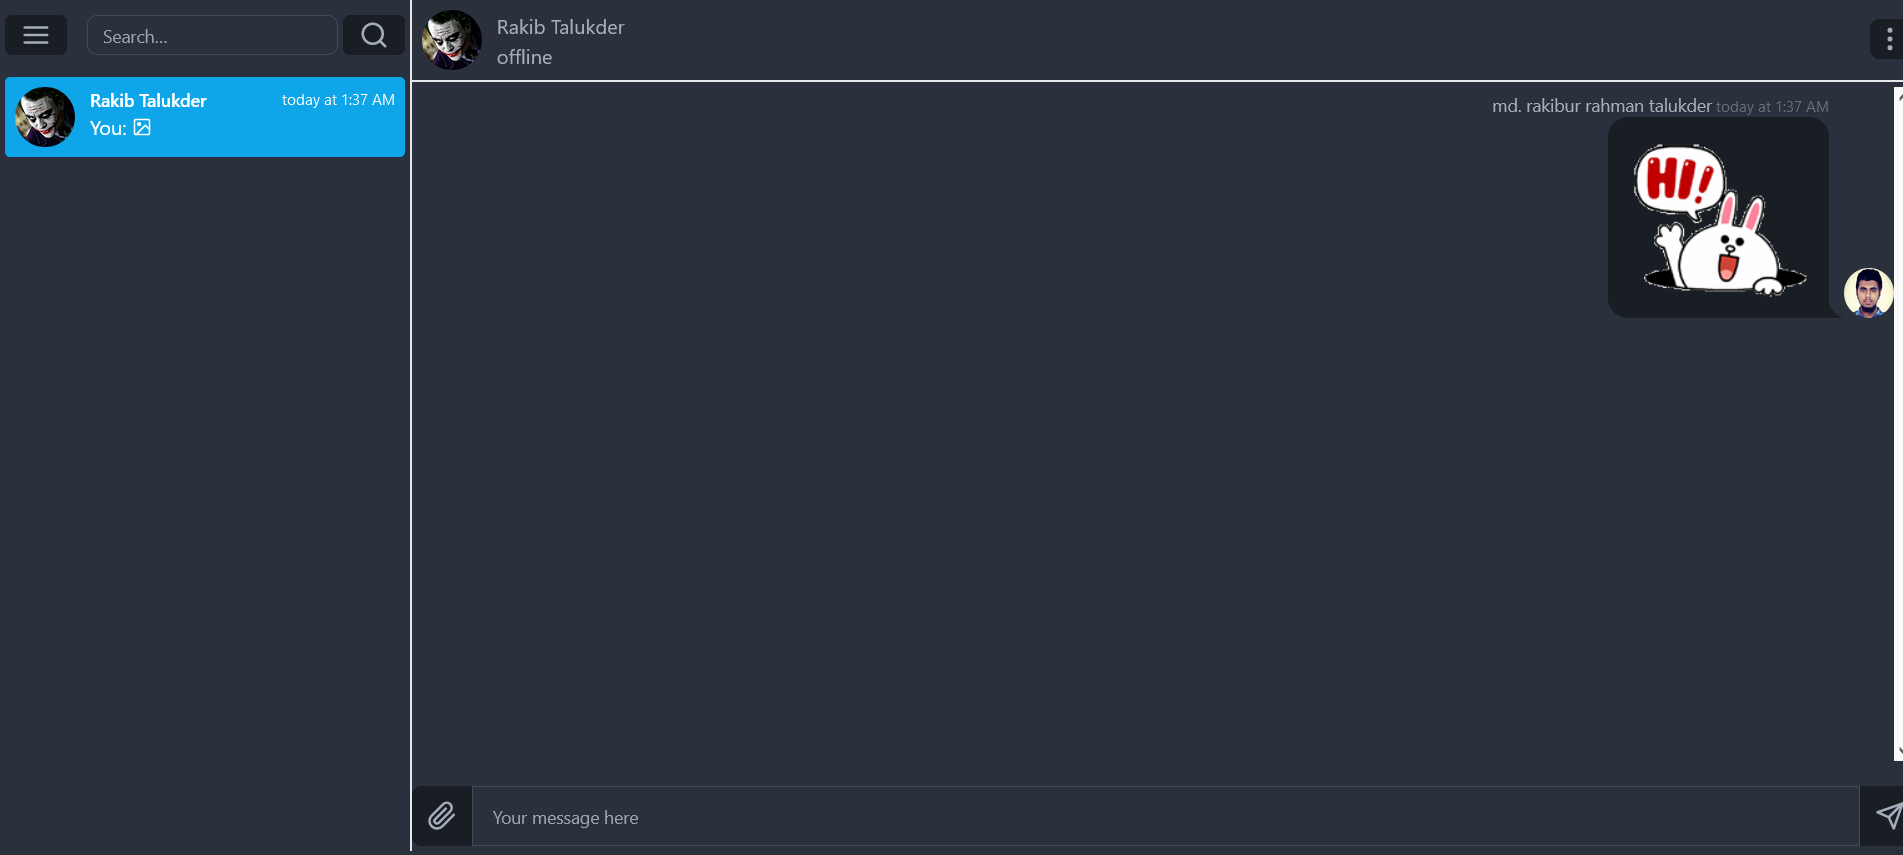 Search...
Rakib Talukder
today at 1:37 AM
You:
Rakib Talukder
offline
md. rakibur rahman talukder today at 1:37 AM
HI!
Your message here